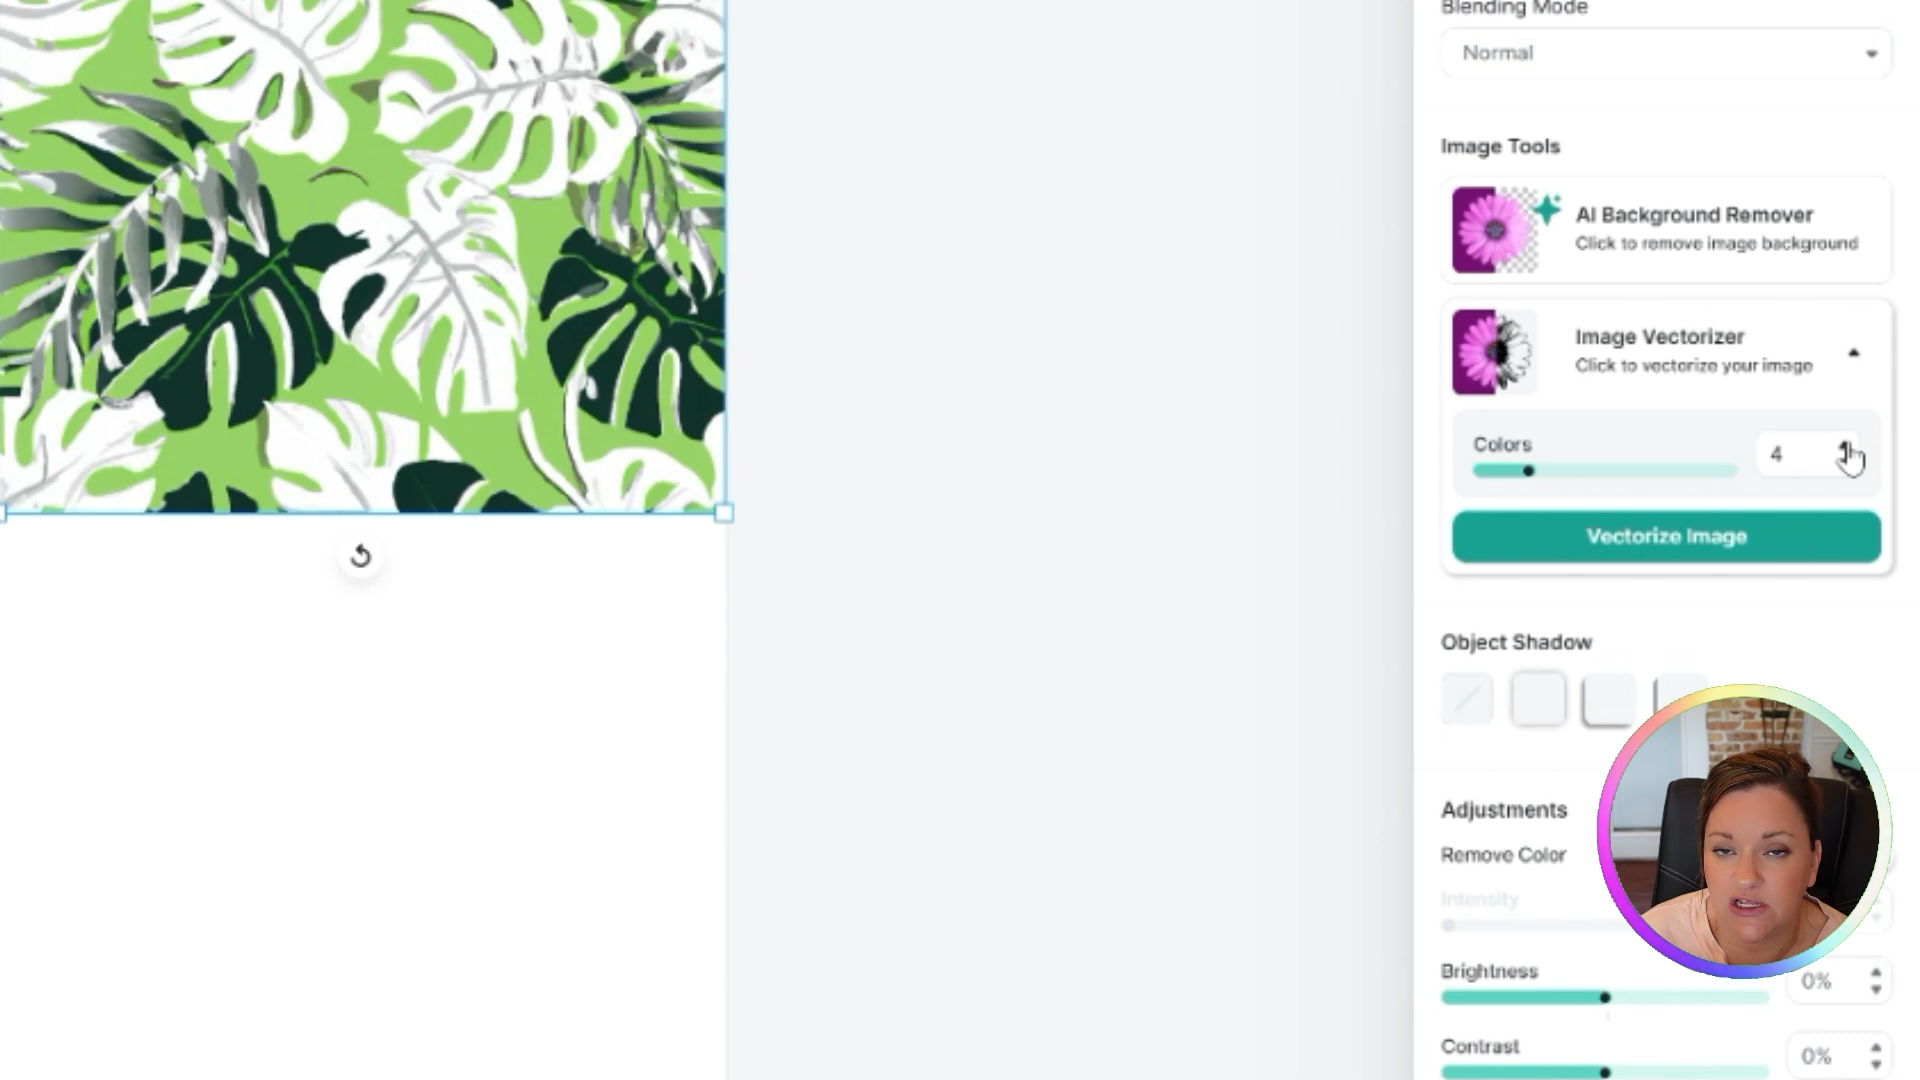 Blending Mode
Normal
Image Tools
AI Background Remover
Click to remove image background
Image Vectorizer
Click to vectorize your image
Colors
4
Vectorize Image
Object Shadow
Adjustments
Remove Color
Intensity
Brightness
0%
Contrast
0%